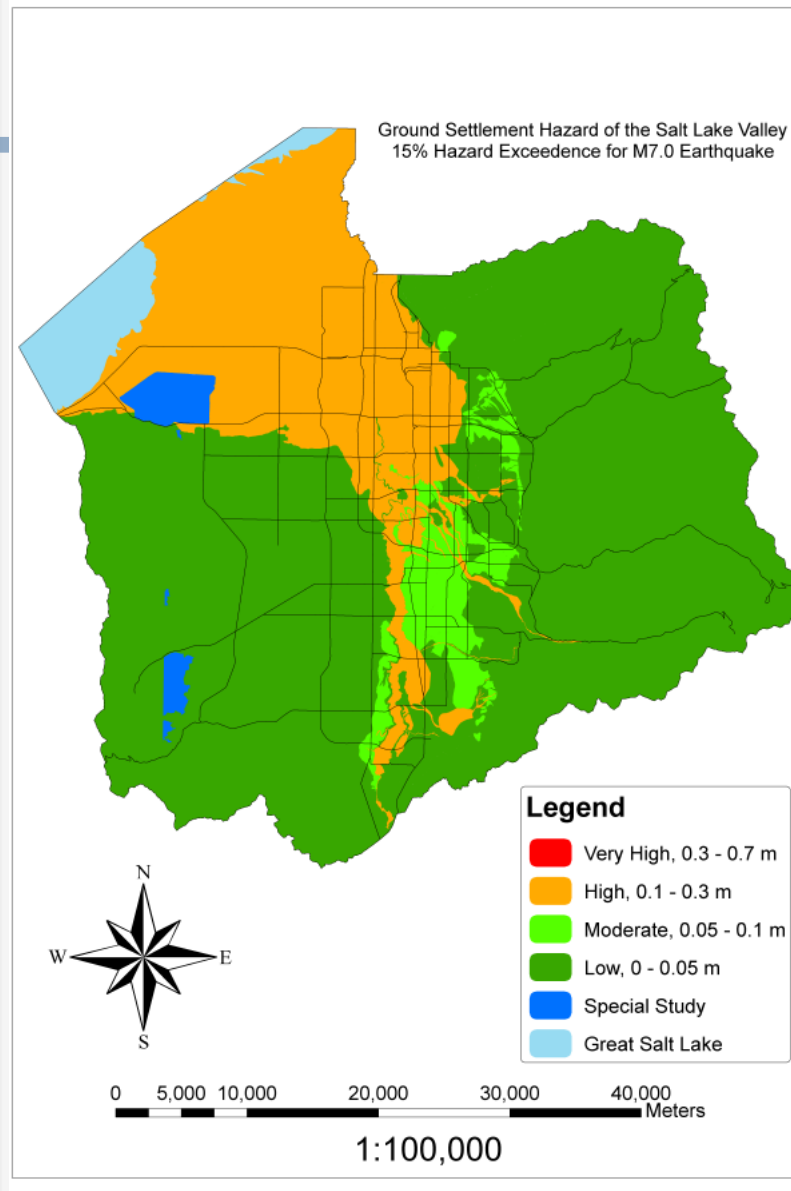 Ground Settlement Hazard of the Salt Lake Valley
15% Hazard Exceedence for M7.0 Earthquake
Legend
Very High, 0.3 - 0.7 m
High, 0.1 - 0.3 m
Moderate, 0.05 - 0.1 m
Low, 0 - 0.05 m
Special Study
Great Salt Lake
N
W E
S
0 5,000 10,000 20,000 30,000 40,000
Meters
1:100,000